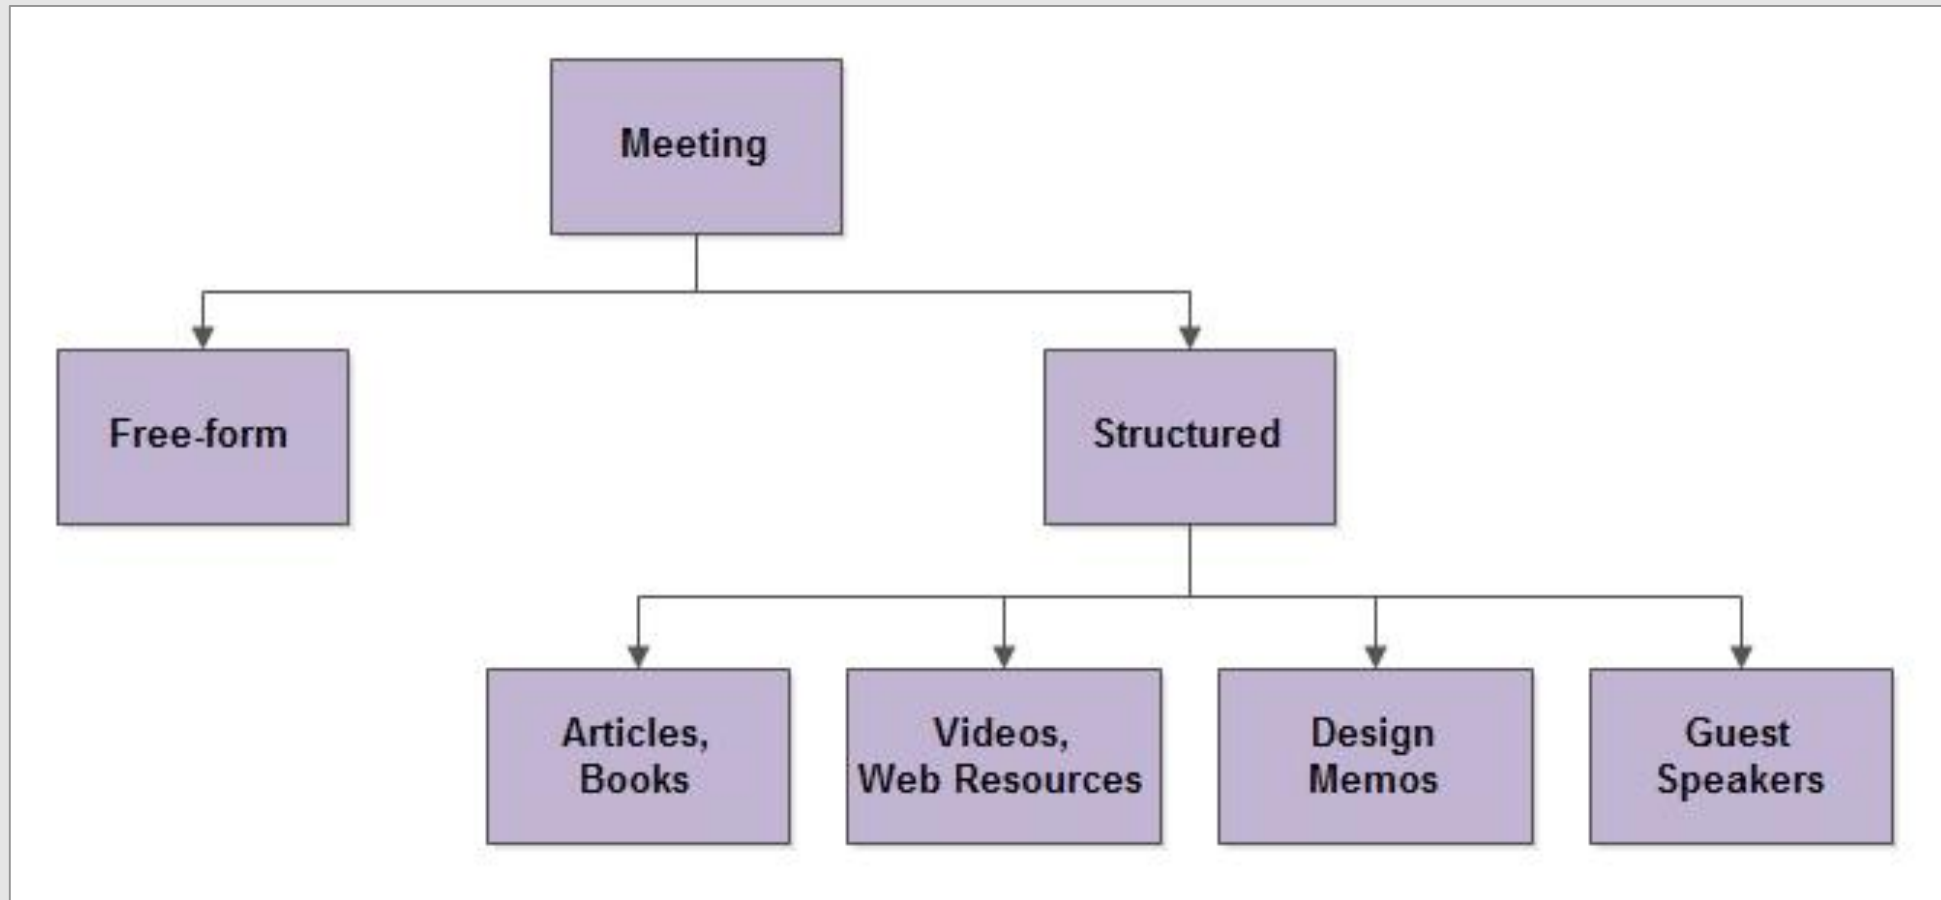 Meeting
Free-form
Structured
Articles,
Books
Videos,
Web Resources
Design
Memos
Guest
Speakers